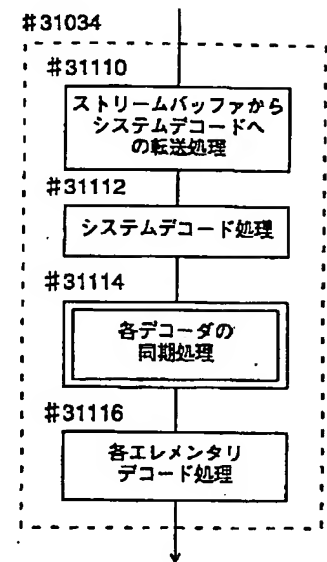 #31034
#31110
ストリームバッファから
システムデコードへ
の転送処理
#31112
システムデコード処理
#31114
各デコーダの
同期処理
#31116
各エレメンタリ
デコード処理